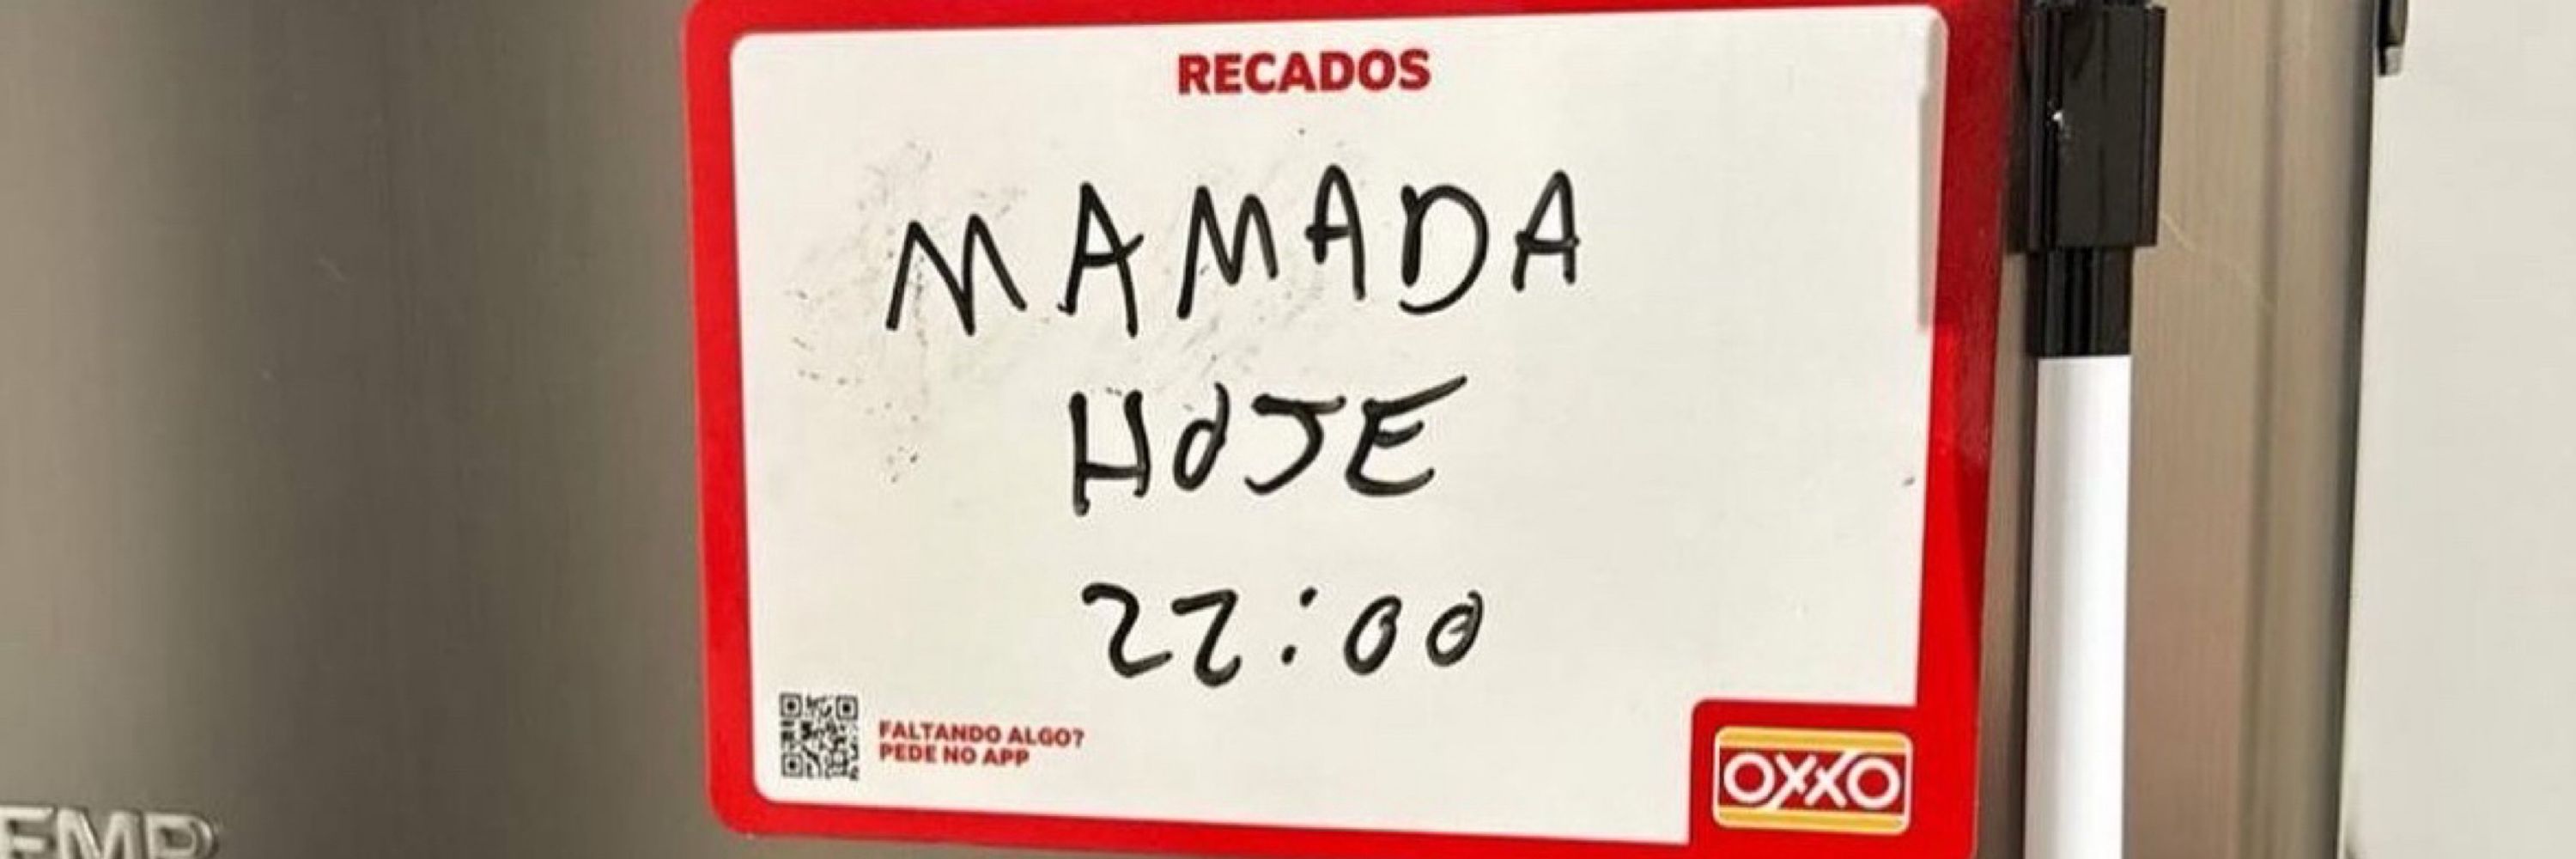 RECADOS
MAMADA
HOJE
22:00
FALTANDO ALGO?
PEDE NO APP
OXXO